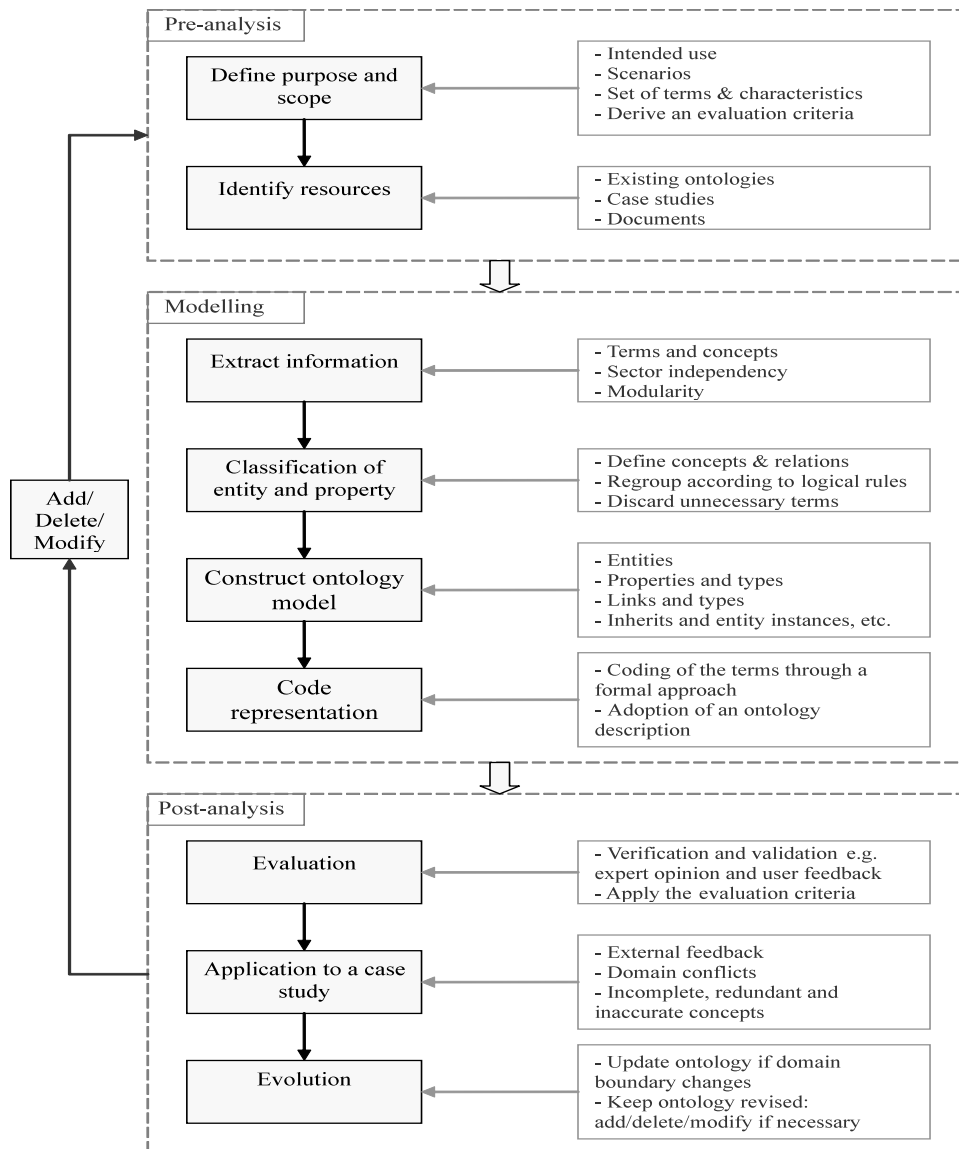 Pre-analysis
Define purpose and
scope
- Intended use
- Scenarios
- Set of terms & characteristics
- Derive an evaluation criteria
Identify resources
- Existing ontologies
- Case studies
- Documents
Modelling
Extract information
- Terms and concepts
- Sector independency
- Modularity
Classification of
entity and property
- Define concepts & relations
- Regroup according to logical rules
- Discard unnecessary terms
Add/
Delete/
Modify
Construct ontology
model
- Entities
- Properties and types
- Links and types
- Inherits and entity instances, etc.
Code
representation
- Coding of the terms through a
formal approach
- Adoption of an ontology
description
Post-analysis
Evaluation
- Verification and validation e.g.
expert opinion and user feedback
- Apply the evaluation criteria
Application to a case
study
- External feedback
- Domain conflicts
- Incomplete, redundant and
inaccurate concepts
Evolution
- Update ontology if domain
boundary changes
- Keep ontology revised:
add/delete/modify if necessary